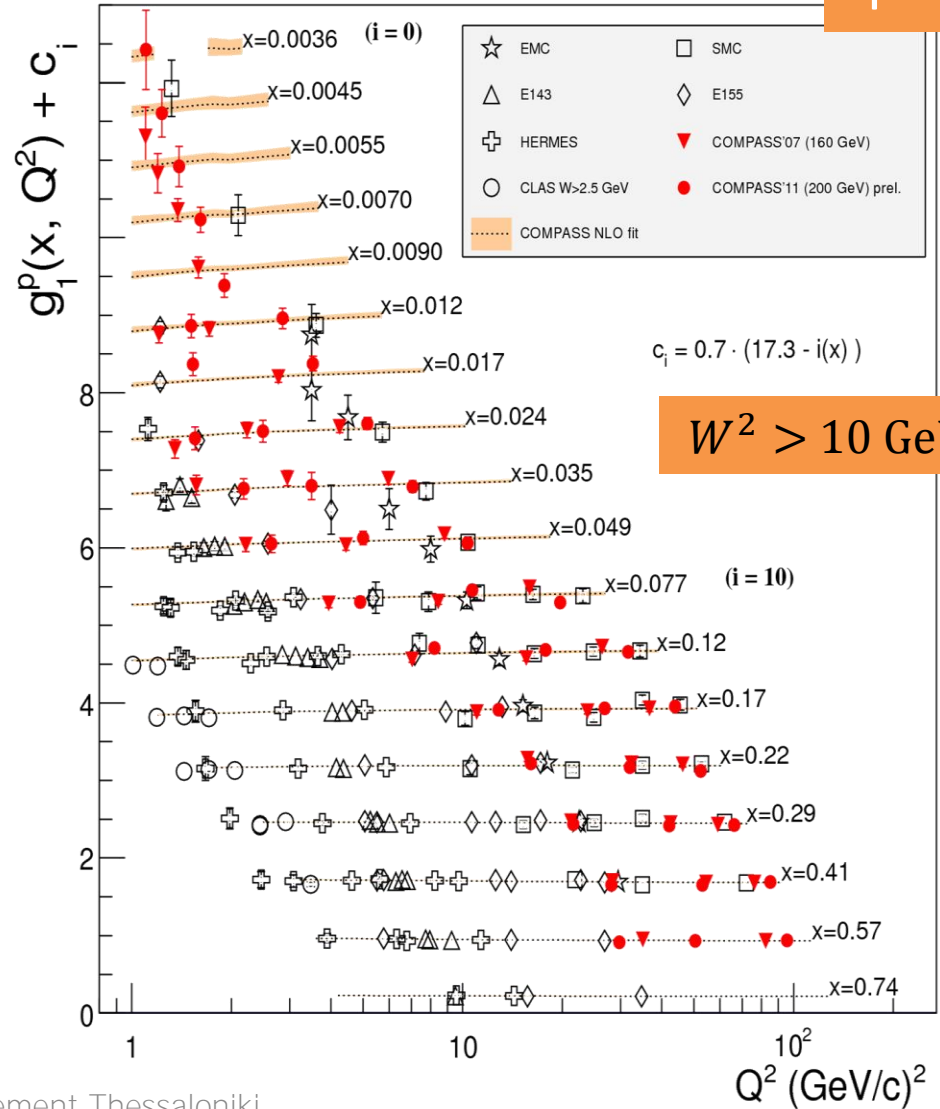 g₁ᵖ(x, Q²) + cᵢ
x=0.0036 (i = 0)
x=0.0045
x=0.0055
x=0.0070
x=0.0090
x=0.012
x=0.017
x=0.024
x=0.035
x=0.049
x=0.077 (i = 10)
x=0.12
x=0.17
x=0.22
x=0.29
x=0.41
x=0.57
x=0.74
EMC SMC
E143 E155
HERMES COMPASS'07 (160 GeV)
CLAS W>2.5 GeV COMPASS'11 (200 GeV) prel.
COMPASS NLO fit
cᵢ = 0.7 · (17.3 - i(x) )
W² > 10
8
6
4
2
0
1 10 10²
Q² (GeV/c)²
Thessaloniki